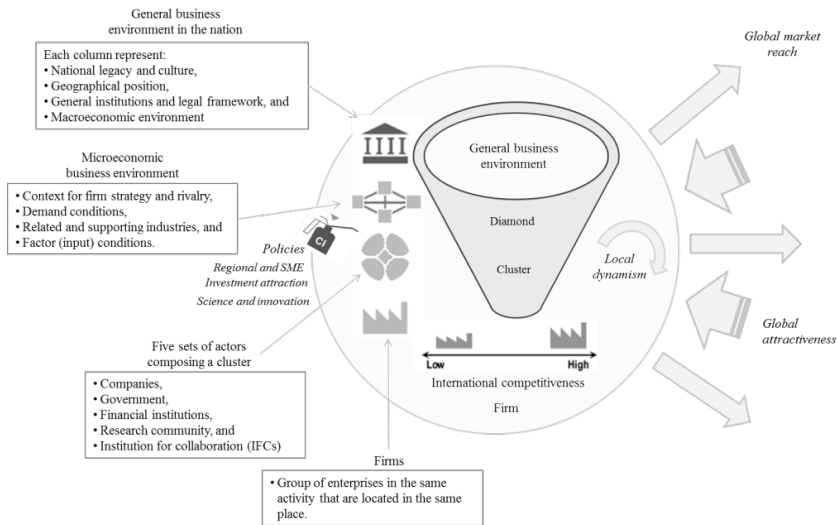 General business
environment in the nation
Each column represent:
• National legacy and culture,
• Geographical position,
• General institutions and legal framework, and
• Macroeconomic environment
Microeconomic
business environment
• Context for firm strategy and rivalry,
• Demand conditions,
• Related and supporting industries, and
• Factor (input) conditions.
CI
Policies
Regional and SME
Investment attraction
Science and innovation
Five sets of actors
composing a cluster
• Companies,
• Government,
• Financial institutions,
• Research community, and
• Institution for collaboration (IFCs)
Firms
• Group of enterprises in the same
activity that are located in the same
place.
General business
environment
Diamond
Cluster
Low
High
International competitiveness
Firm
Local
dynamism
Global market
reach
Global
attractiveness